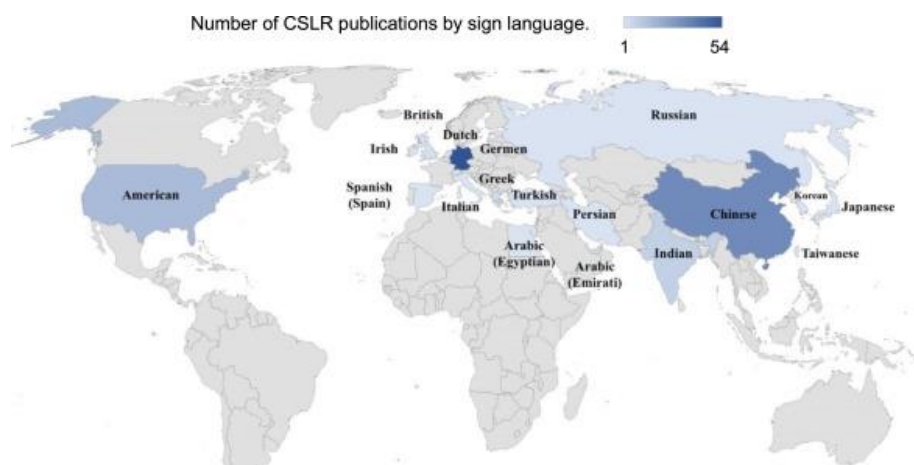 Number of CSLR publications by sign language.
1 54
British
Russian
Dutch
Irish
Germen
Greek
American
Spanish
(Spain)
Turkish
Korean
Italian
Persian
Chinese
Japanese
Arabic
(Egyptian)
Indian
Taiwanese
Arabic
(Emirati)